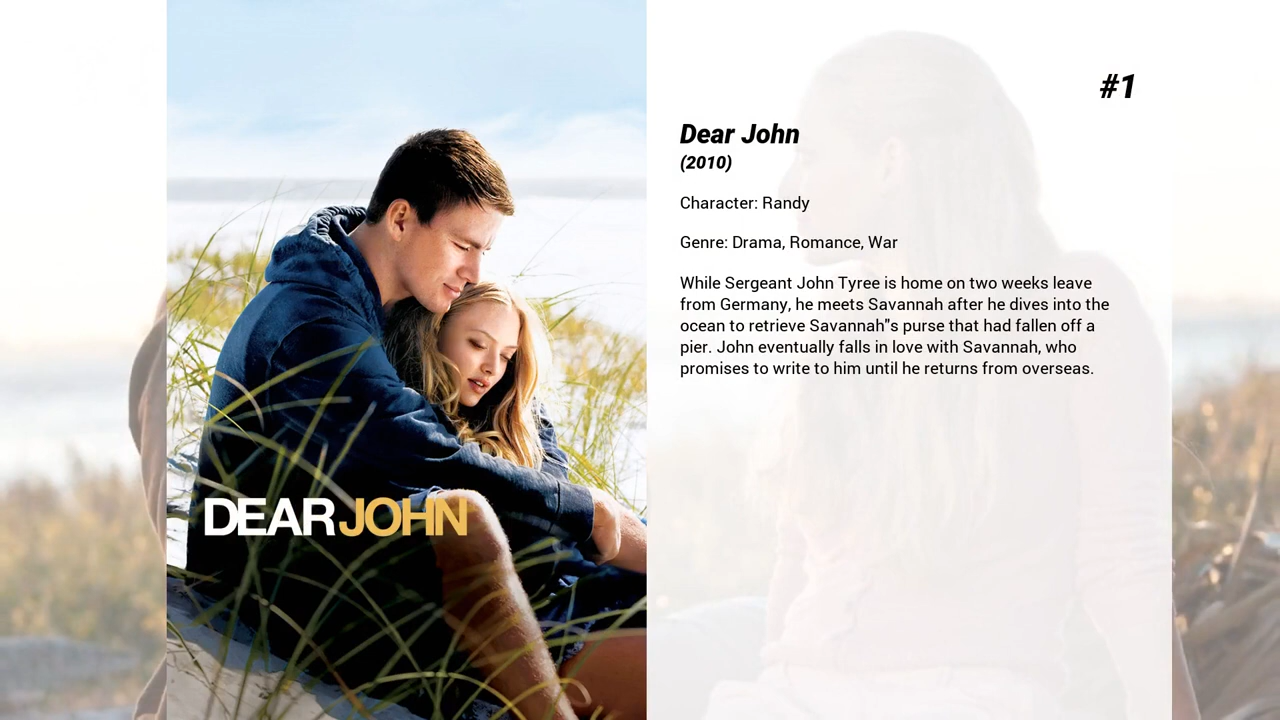 #1
Dear John
(2010)
Character: Randy
Genre: Drama, Romance, War
While Sergeant John Tyree is home on two weeks leave
from Germany, he meets Savannah after he dives into the
ocean to retrieve Savannah"s purse that had fallen off a
pier. John eventually falls in love with Savannah, who
promises to write to him until he returns from overseas.
DEAR JOHN